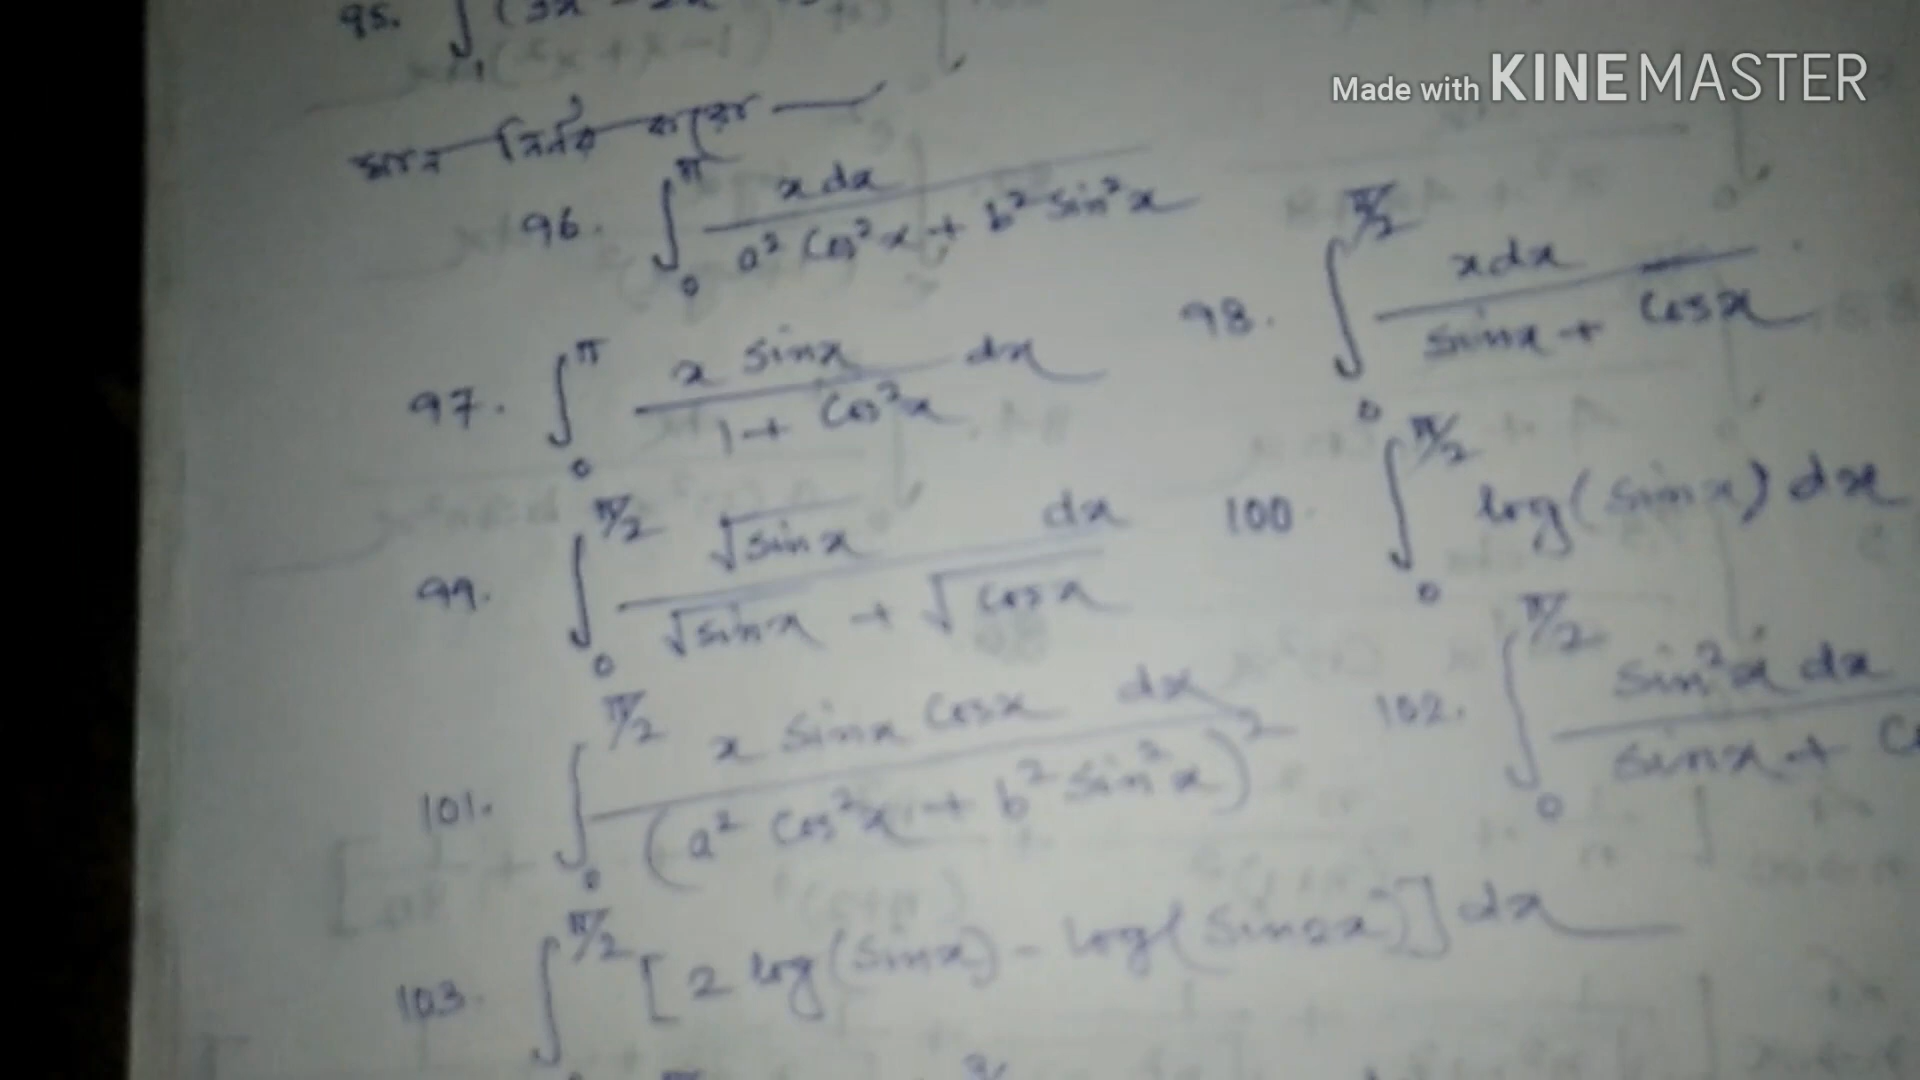 95.
Made with KINEMASTER
মান নির্ণয় করো —
96. ∫₀^π x dx / (a² cos²x + b² sin²x)
97. ∫₀^π x sinx / (1 + cos²x) dx
98. ∫₀^{π/2} x dx / (sinx + cosx)
99. ∫₀^{π/2} √sinx dx / (√sinx + √cosx)
100. ∫₀^{π/2} log(sinx) dx
101. ∫₀^{π/2} x sinx cosx dx / (a² cos²x + b² sin²x)²
102. ∫₀^{π/2} sin²x dx / (sinx + C
103. ∫^{π/2} [2 log(sinx) - log(sin2x)] dx